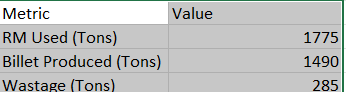 Metric Value
RM Used (Tons) 1775
Billet Produced (Tons) 1490
Wastage (Tons) 285